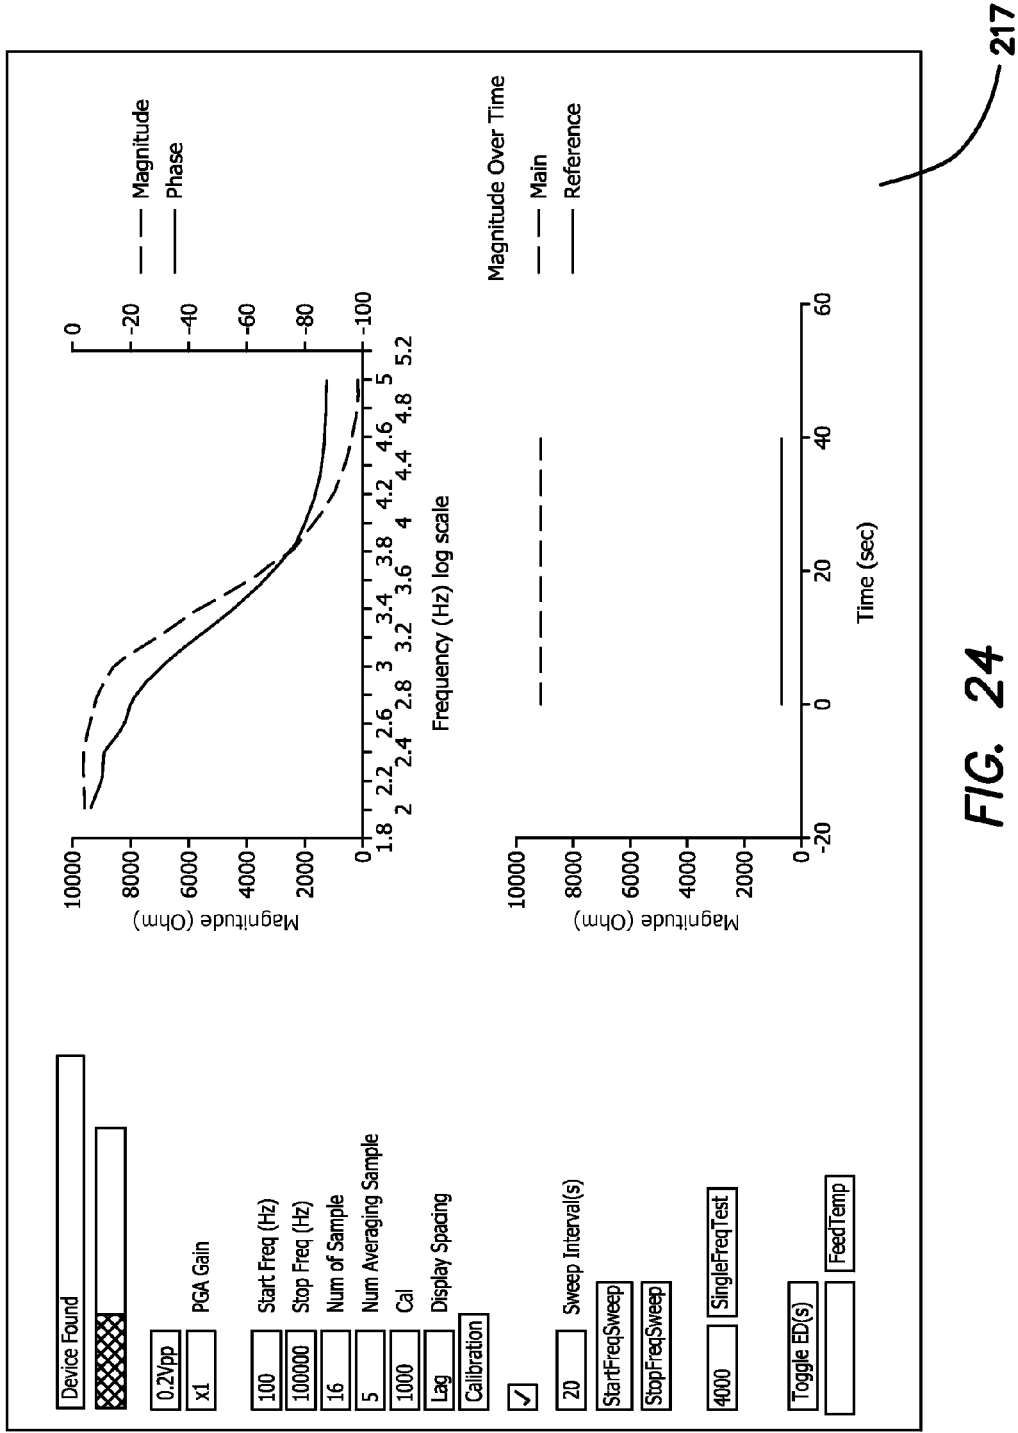 Device Found
0.2Vpp
x1 PGA Gain
100 Start Freq (Hz)
100000 Stop Freq (Hz)
16 Num of Sample
5 Num Averaging Sample
1000 Cal
Lag Display Spacing
Calibration
✓
20 Sweep Interval(s)
StartFreqSweep
StopFreqSweep
4000 SingleFreqTest
Toggle ED(s)
FeedTemp
Magnitude (Ohm)
10000
8000
6000
4000
2000
0
1.8 2 2.2 2.4 2.6 2.8 3 3.2 3.4 3.6 3.8 4 4.2 4.4 4.6 4.8 5 5.2
Frequency (Hz) log scale
0
-20
-40
-60
-80
-100
Magnitude
Phase
Magnitude (Ohm)
10000
8000
6000
4000
2000
0
-20 0 20 40 60
Time (sec)
Magnitude Over Time
Main
Reference
217
FIG. 24